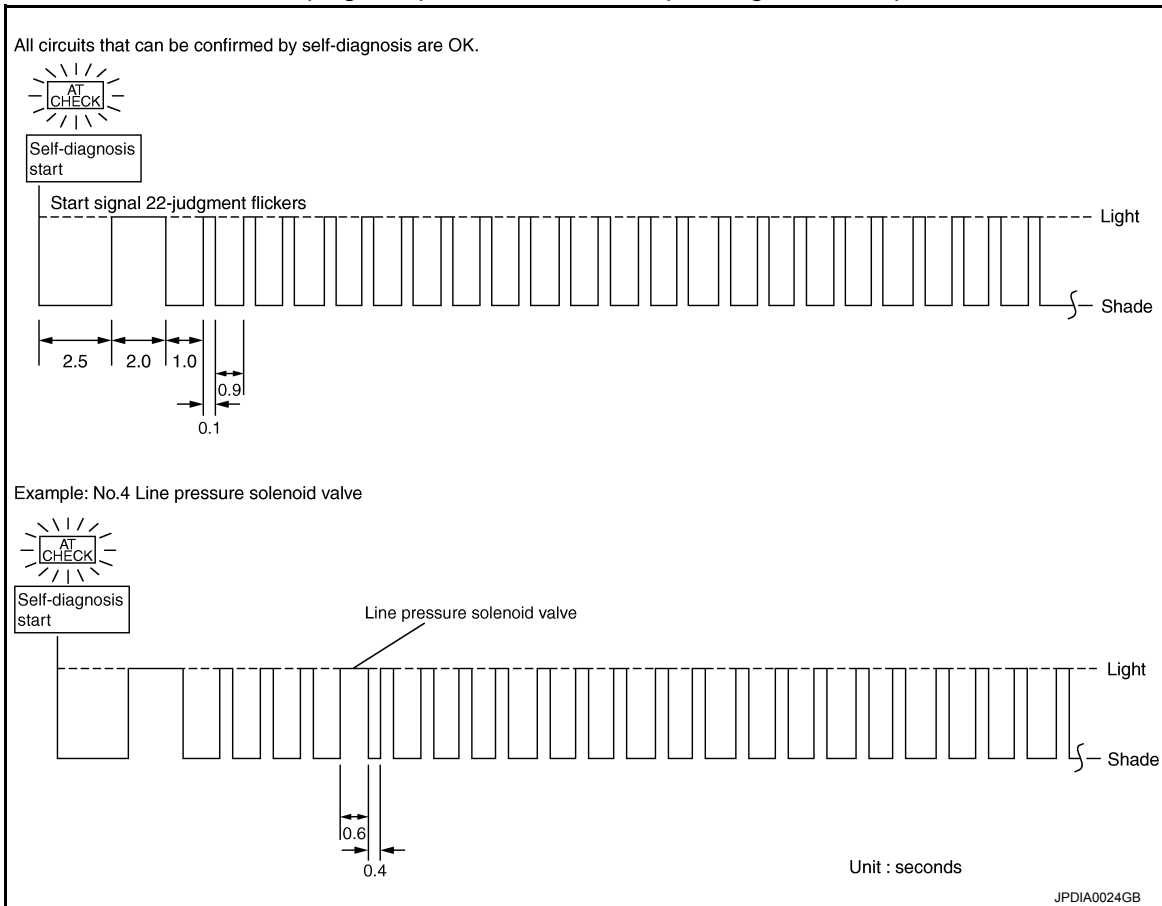 All circuits that can be confirmed by self-diagnosis are OK.
AT
CHECK
Self-diagnosis
start
Start signal 22-judgment flickers
Light
Shade
2.5
2.0
1.0
0.9
0.1
Example: No.4 Line pressure solenoid valve
AT
CHECK
Self-diagnosis
start
Line pressure solenoid valve
Light
Shade
0.6
0.4
Unit : seconds
JPDIA0024GB